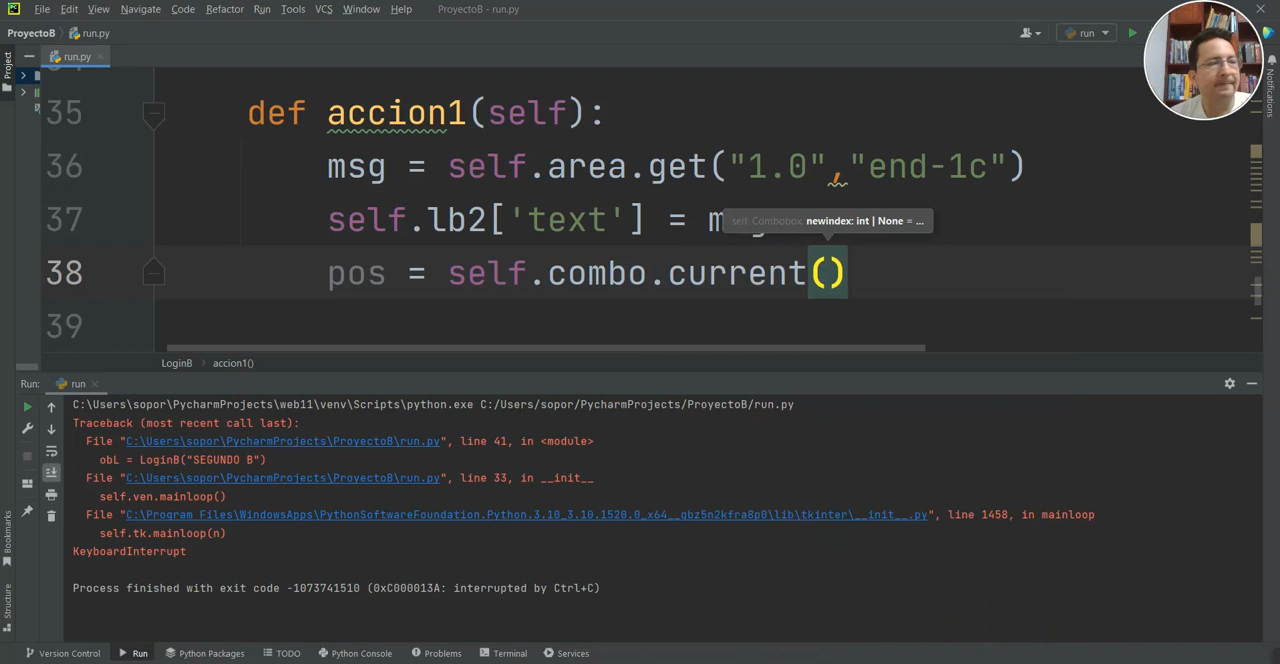 File Edit View Navigate Code Refactor Run Tools VCS Window Help ProyectoB - run.py
ProyectoB run.py run
Project run.py Notifications
35 def accion1(self):
36 msg = self.area.get("1.0","end-1c")
37 self.lb2['text'] = m
self: Combobox, newindex: int | None = ...
38 pos = self.combo.current()
39
LoginB accion1()
Run: run
C:\Users\sopor\PycharmProjects\web11\venv\Scripts\python.exe C:/Users/sopor/PycharmProjects/ProyectoB/run.py
Traceback (most recent call last):
File "C:\Users\sopor\PycharmProjects\ProyectoB\run.py", line 41, in <module>
obL = LoginB("SEGUNDO B")
File "C:\Users\sopor\PycharmProjects\ProyectoB\run.py", line 33, in __init__
self.ven.mainloop()
File "C:\Program Files\WindowsApps\PythonSoftwareFoundation.Python.3.10_3.10.1520.0_x64__qbz5n2kfra8p0\lib\tkinter\__init__.py", line 1458, in mainloop
self.tk.mainloop(n)
KeyboardInterrupt
Process finished with exit code -1073741510 (0xC000013A: interrupted by Ctrl+C)
Bookmarks
Structure
Version Control Run Python Packages TODO Python Console Problems Terminal Services